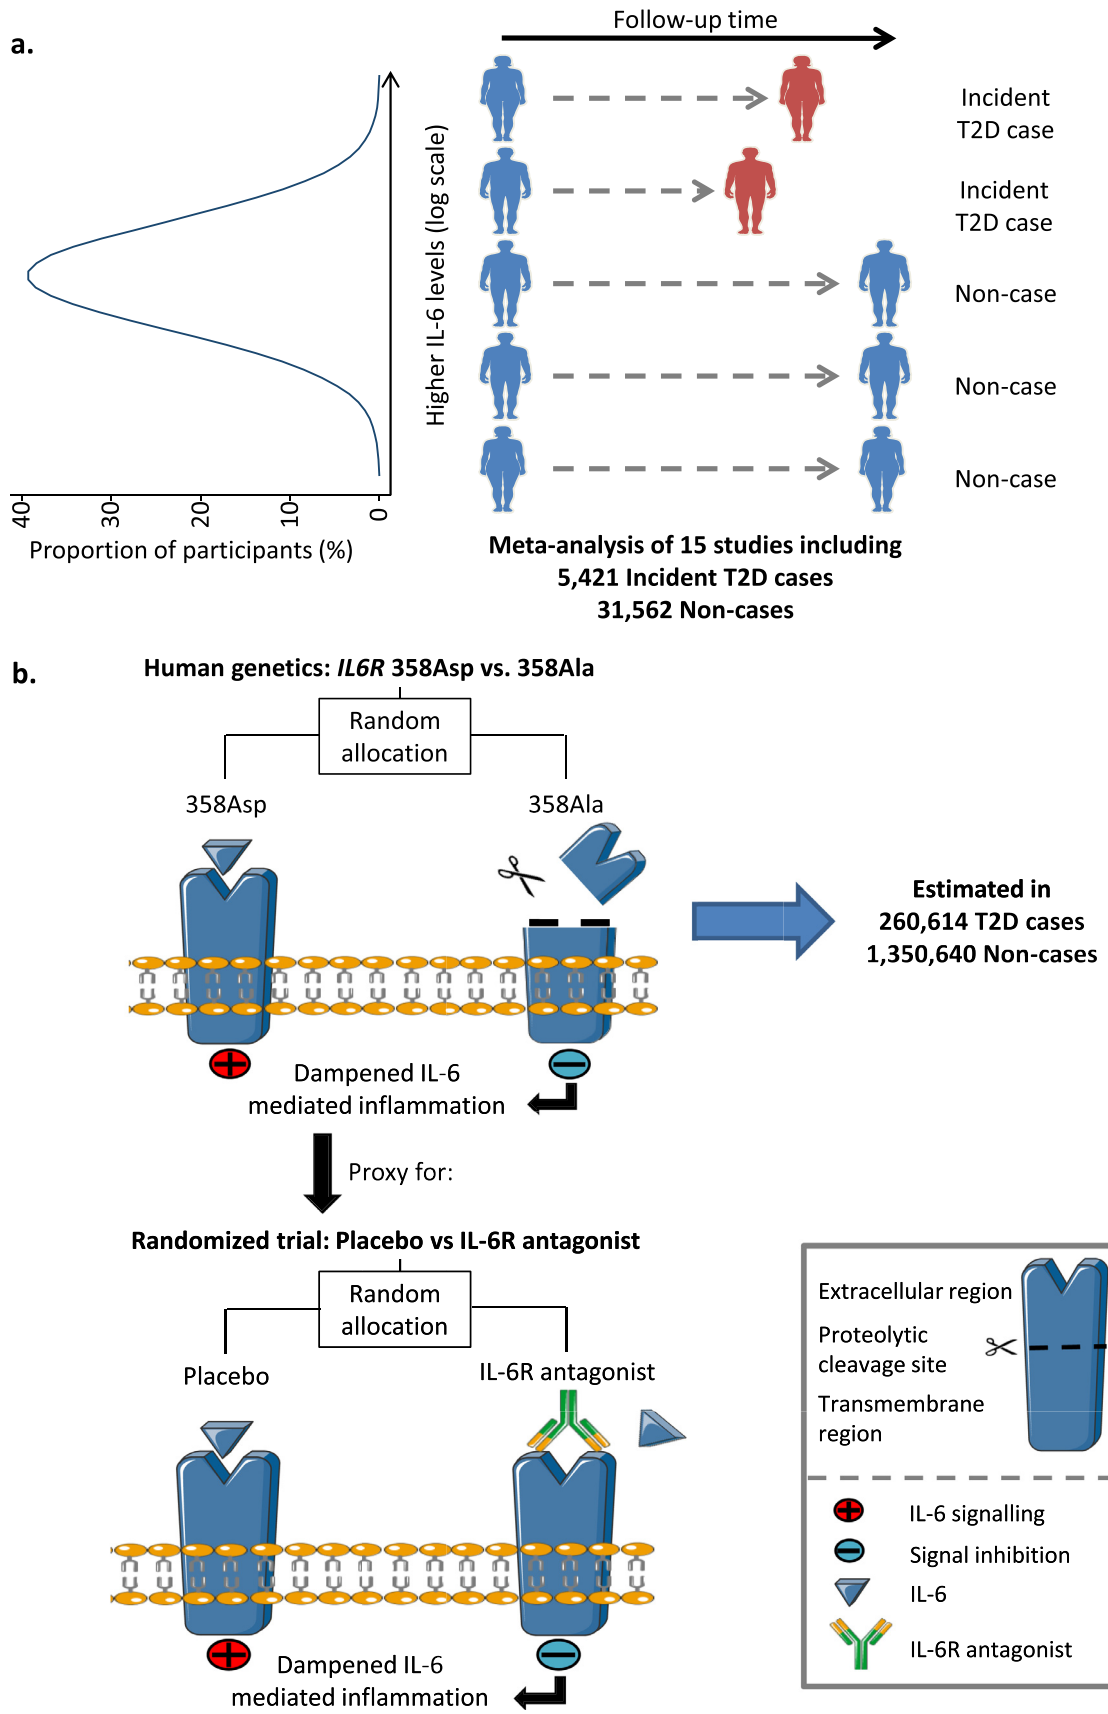 a.
Follow-up time
Higher IL-6 levels (log scale)
Incident
T2D case
Incident
T2D case
Non-case
Non-case
Non-case
40
30
20
10
0
Proportion of participants (%)
Meta-analysis of 15 studies including
5,421 Incident T2D cases
31,562 Non-cases
b.
Human genetics: IL6R 358Asp vs. 358Ala
Random
allocation
358Asp
358Ala
Estimated in
260,614 T2D cases
1,350,640 Non-cases
Dampened IL-6
mediated inflammation
Proxy for:
Randomized trial: Placebo vs IL-6R antagonist
Random
allocation
Placebo
IL-6R antagonist
Dampened IL-6
mediated inflammation
Extracellular region
Proteolytic
cleavage site
Transmembrane
region
IL-6 signalling
Signal inhibition
IL-6
IL-6R antagonist